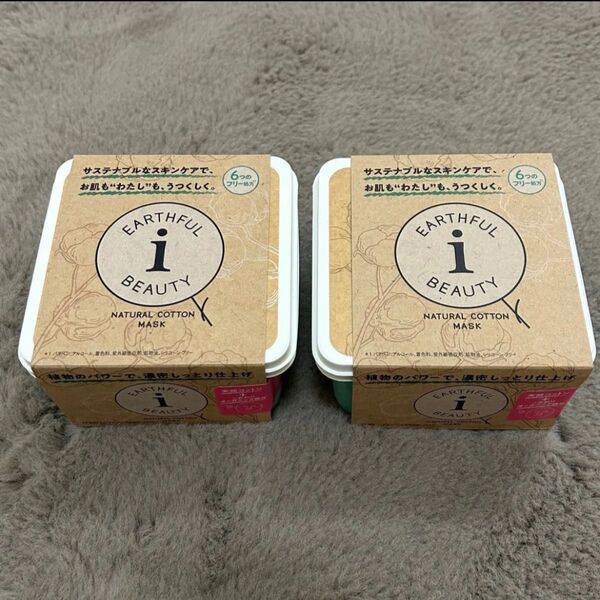 サステナブルなスキンケアで、
お肌も“わたし”も、うつくしく。
6つの
フリー処方*1
EARTHFUL
i
BEAUTY
NATURAL COTTON
MASK
植物のパワーで、濃密しっとり仕上げ
EARTHFUL
i
BEAUTY
サステナブルなスキンケアで、
お肌も“わたし”も、うつくしく。
6つの
フリー処方*1
EARTHFUL
i
BEAUTY
NATURAL COTTON
MASK
植物のパワーで、濃密しっとり仕上げ
EARTHFUL
i
BEAUTY